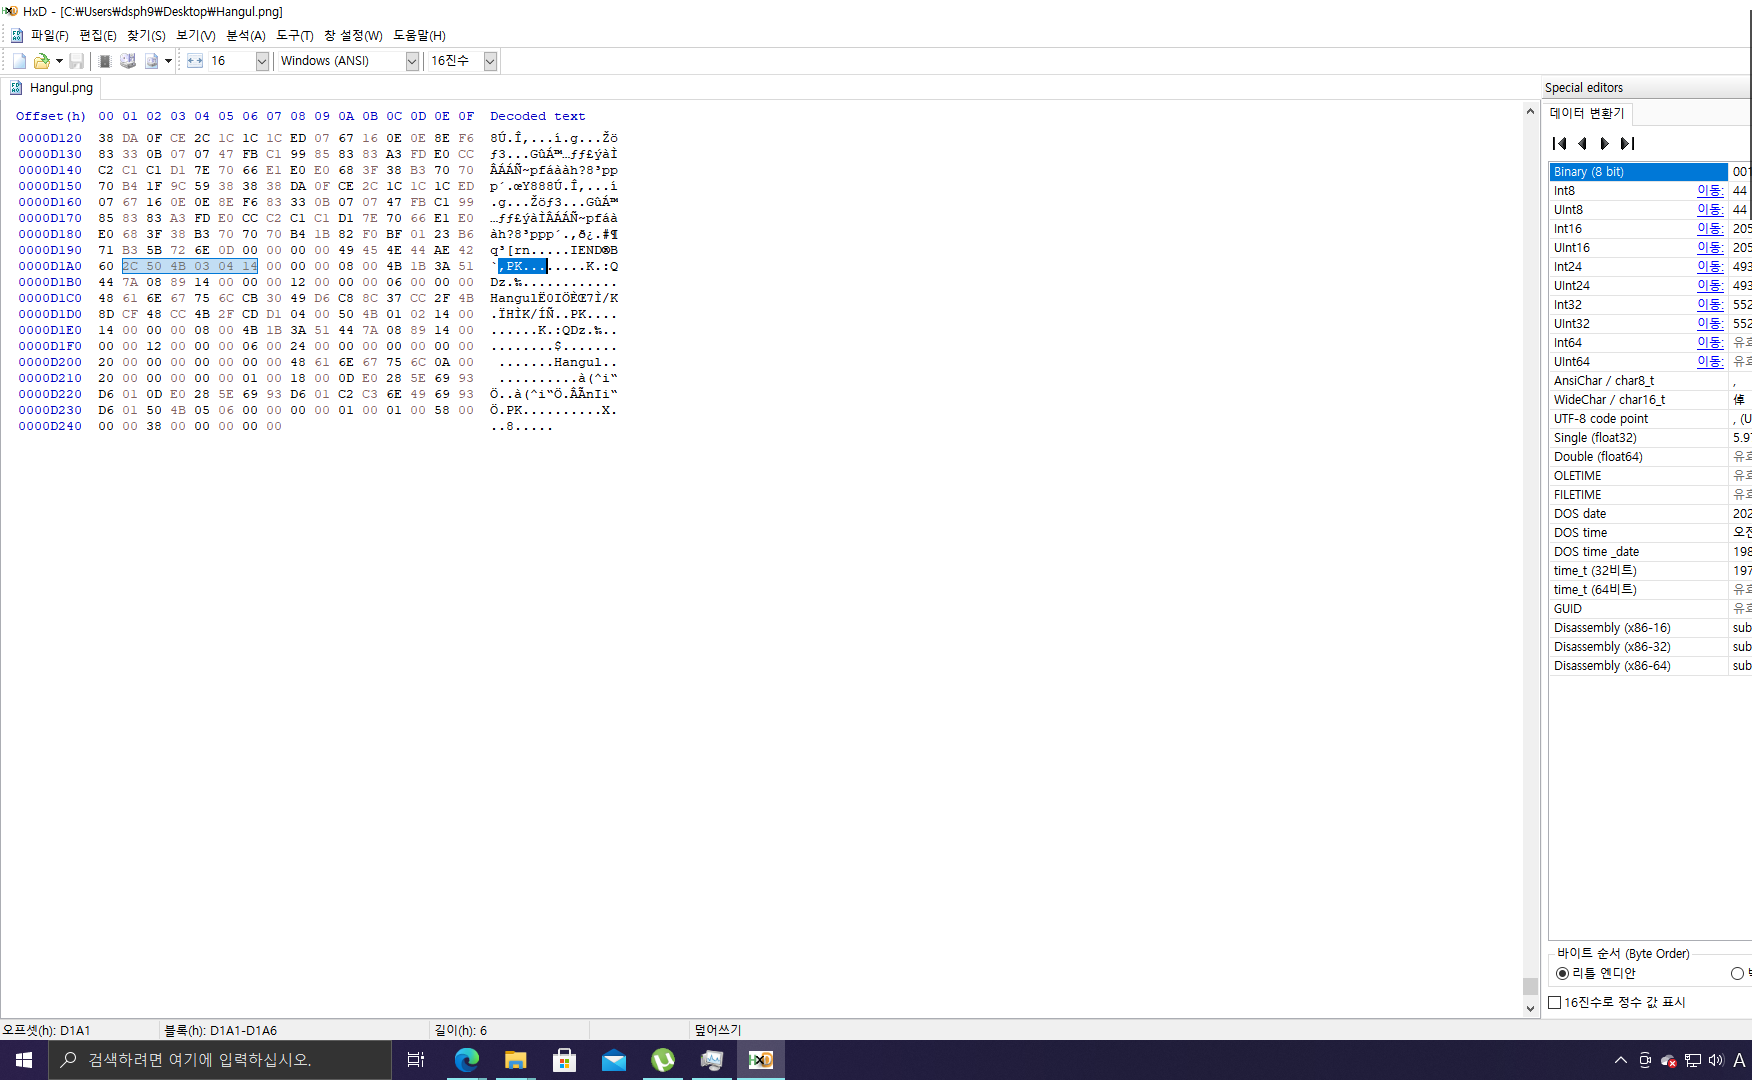 HxD - [C:₩Users₩dsph9₩Desktop₩Hangul.png]
파일(F) 편집(E) 찾기(S) 보기(V) 분석(A) 도구(T) 창 설정(W) 도움말(H)
16 Windows (ANSI) 16진수
Hangul.png
Offset(h) 00 01 02 03 04 05 06 07 08 09 0A 0B 0C 0D 0E 0F Decoded text
0000D120 38 DA 0F CE 2C 1C 1C 1C ED 07 67 16 0E 0E 8E F6 8Ú.Î,...í.g...Žö
0000D130 83 33 0B 07 07 47 FB C1 99 85 83 83 A3 FD E0 CC ƒ3...GûÁ™…ƒƒ£ýàÌ
0000D140 C2 C1 C1 D1 7E 70 66 E1 E0 E0 68 3F 38 B3 70 70 ÂÁÁÑ~pfáààh?8³pp
0000D150 70 B4 1F 9C 59 38 38 38 DA 0F CE 2C 1C 1C 1C ED p´.œY888Ú.Î,...í
0000D160 07 67 16 0E 0E 8E F6 83 33 0B 07 07 47 FB C1 99 .g...Žöƒ3...GûÁ™
0000D170 85 83 83 A3 FD E0 CC C2 C1 C1 D1 7E 70 66 E1 E0 …ƒƒ£ýàÌÂÁÁÑ~pfáà
0000D180 E0 68 3F 38 B3 70 70 70 B4 1B 82 F0 BF 01 23 B6 àh?8³ppp´.‚ð¿.#¶
0000D190 71 B3 5B 72 6E 0D 00 00 00 00 49 45 4E 44 AE 42 q³[rn.....IEND®B
0000D1A0 60 2C 50 4B 03 04 14 00 00 00 08 00 4B 1B 3A 51 `,PK........K.:Q
0000D1B0 44 7A 08 89 14 00 00 00 12 00 00 00 06 00 00 00 Dz.‰............
0000D1C0 48 61 6E 67 75 6C CB 30 49 D6 C8 8C 37 CC 2F 4B HangulË0IÖÈŒ7Ì/K
0000D1D0 8D CF 48 CC 4B 2F CD D1 04 00 50 4B 01 02 14 00 .ÏHÌK/ÍÑ..PK....
0000D1E0 14 00 00 00 08 00 4B 1B 3A 51 44 7A 08 89 14 00 ......K.:QDz.‰..
0000D1F0 00 00 12 00 00 00 06 00 24 00 00 00 00 00 00 00 ........$.......
0000D200 20 00 00 00 00 00 00 00 48 61 6E 67 75 6C 0A 00 .......Hangul..
0000D210 20 00 00 00 00 00 01 00 18 00 0D E0 28 5E 69 93 ..........à(^i“
0000D220 D6 01 0D E0 28 5E 69 93 D6 01 C2 C3 6E 49 69 93 Ö..à(^i“Ö.ÂÃnIi“
0000D230 D6 01 50 4B 05 06 00 00 00 00 01 00 01 00 58 00 Ö.PK..........X.
0000D240 00 00 38 00 00 00 00 00 ..8.....
Special editors
데이터 변환기
Binary (8 bit) 001
Int8 이동: 44
UInt8 이동: 44
Int16 이동: 205
UInt16 이동: 205
Int24 이동: 493
UInt24 이동: 493
Int32 이동: 552
UInt32 이동: 552
Int64 이동: 유
UInt64 이동: 유
AnsiChar / char8_t ,
WideChar / char16_t
UTF-8 code point , (U
Single (float32) 5.9
Double (float64) 유
OLETIME 유
FILETIME 유
DOS date 202
DOS time 오전
DOS time _date 198
time_t (32비트) 197
time_t (64비트) 유
GUID 유
Disassembly (x86-16) sub
Disassembly (x86-32) sub
Disassembly (x86-64) sub
바이트 순서 (Byte Order)
리틀 엔디안
16진수로 정수 값 표시
오프셋(h): D1A1 블록(h): D1A1-D1A6 길이(h): 6 덮어쓰기
검색하려면 여기에 입력하십시오.
A